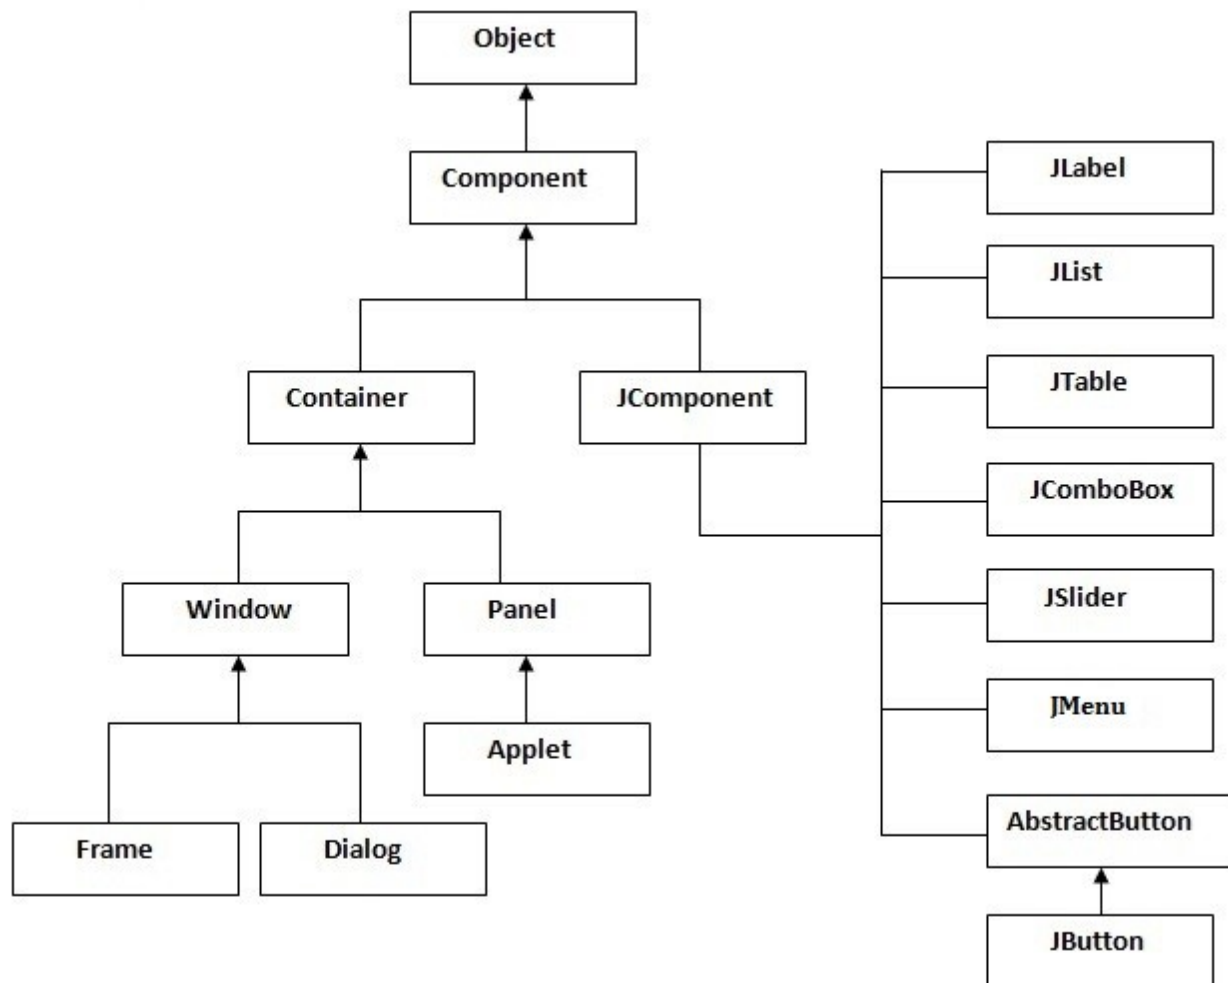 Object
Component
Container
JComponent
Window
Panel
Applet
Frame
Dialog
JLabel
JList
JTable
JComboBox
JSlider
JMenu
AbstractButton
JButton